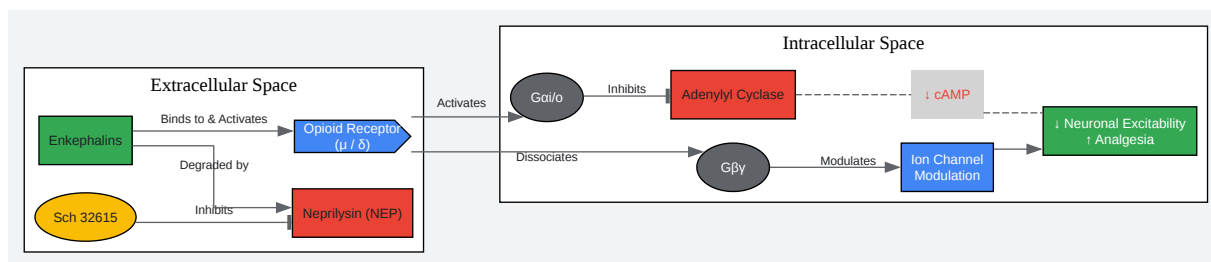 Extracellular Space
Enkephalins
Binds to & Activates
Opioid Receptor
(μ / δ)
Degraded by
Sch 32615
Inhibits
Neprilysin (NEP)
Activates
Dissociates
Intracellular Space
Gαi/o
Inhibits
Adenylyl Cyclase
↓ cAMP
Gβγ
Modulates
Ion Channel
Modulation
↓ Neuronal Excitability
↑ Analgesia